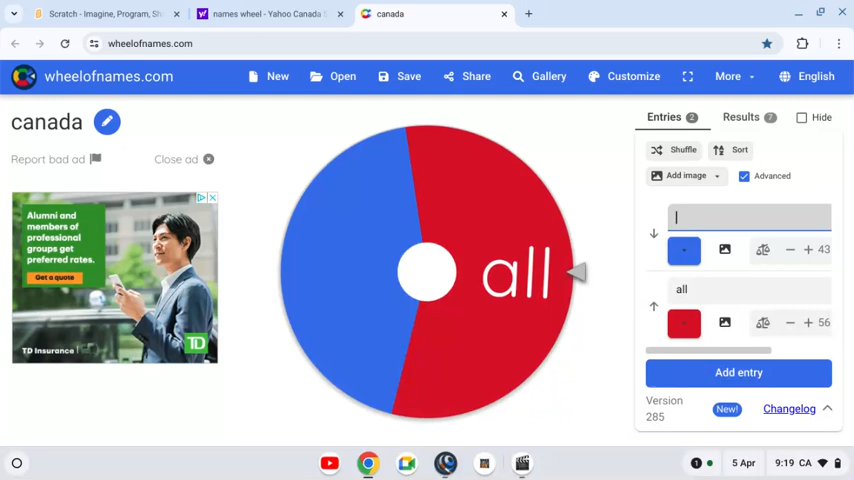 Scratch - Imagine, Program, Sh
names wheel - Yahoo Canada S
canada
wheelofnames.com
wheelofnames.com
New
Open
Save
Share
Gallery
Customize
More
English
canada
Entries 2
Results 7
Hide
Report bad ad
Close ad
Shuffle
Sort
Add image
Advanced
Alumni and
members of
professional
groups get
preferred rates.
Get a quote
TD Insurance
TD
all
43
all
56
Add entry
Version
285
New!
Changelog
1
5 Apr
9:19 CA